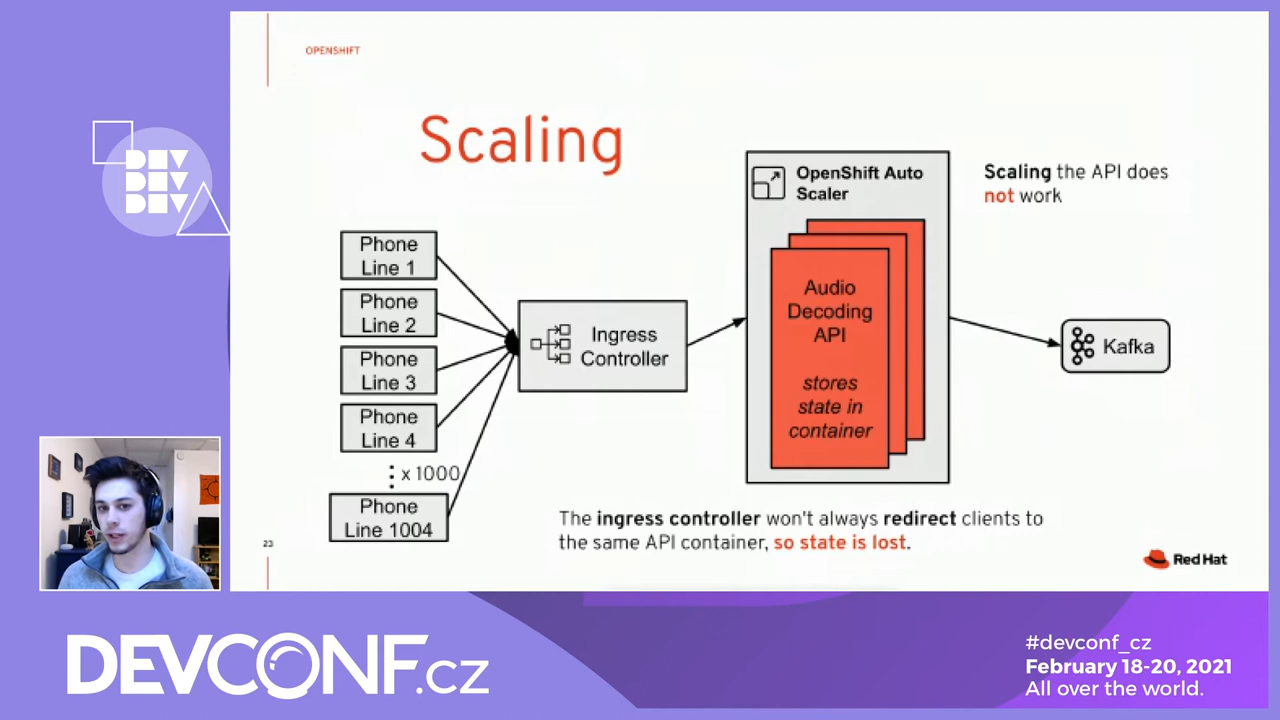 OPENSHIFT
Scaling
DEV
DEV
DEV
OpenShift Auto
Scaler
Scaling the API does
not work
Phone
Line 1
Phone
Line 2
Phone
Line 3
Phone
Line 4
x 1000
Phone
Line 1004
Ingress
Controller
Audio
Decoding
API
stores
state in
container
Kafka
The ingress controller won't always redirect clients to
the same API container, so state is lost.
23
Red Hat
DEVCONF.cz
#devconf_cz
February 18-20, 2021
All over the world.